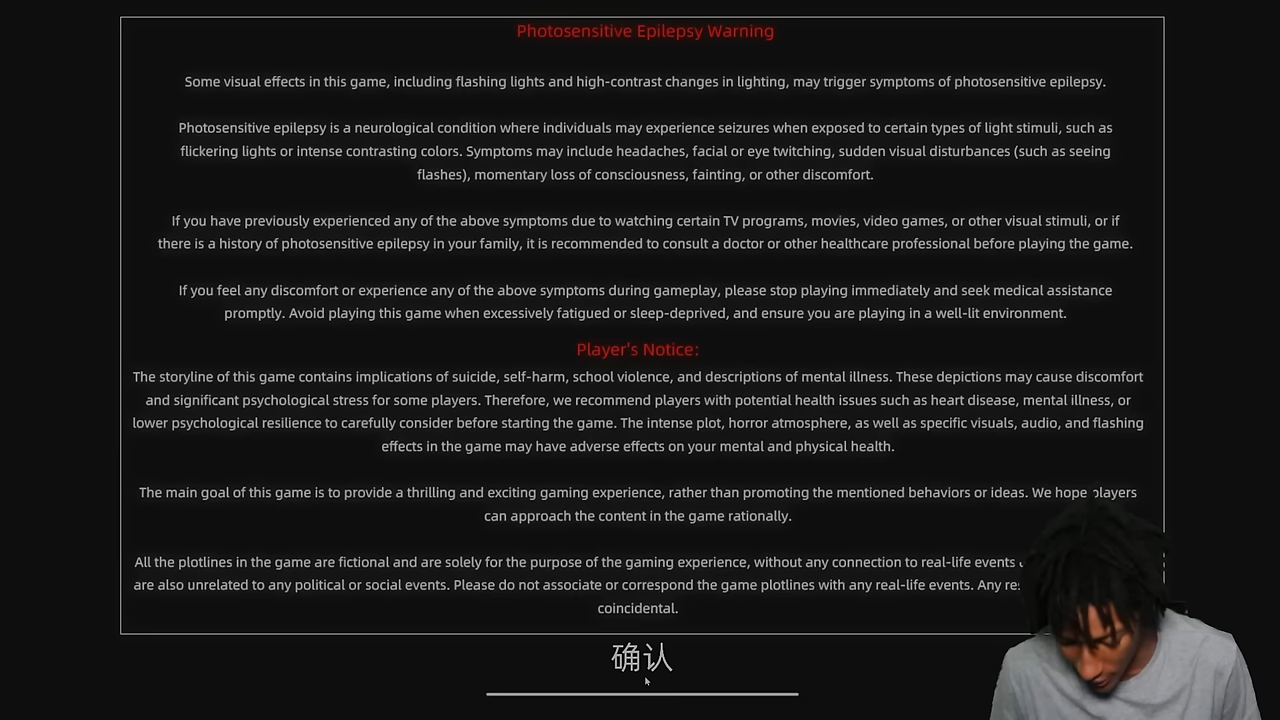 Photosensitive Epilepsy Warning
Some visual effects in this game, including flashing lights and high-contrast changes in lighting, may trigger symptoms of photosensitive epilepsy.
Photosensitive epilepsy is a neurological condition where individuals may experience seizures when exposed to certain types of light stimuli, such as
flickering lights or intense contrasting colors. Symptoms may include headaches, facial or eye twitching, sudden visual disturbances (such as seeing
flashes), momentary loss of consciousness, fainting, or other discomfort.
If you have previously experienced any of the above symptoms due to watching certain TV programs, movies, video games, or other visual stimuli, or if
there is a history of photosensitive epilepsy in your family, it is recommended to consult a doctor or other healthcare professional before playing the game.
If you feel any discomfort or experience any of the above symptoms during gameplay, please stop playing immediately and seek medical assistance
promptly. Avoid playing this game when excessively fatigued or sleep-deprived, and ensure you are playing in a well-lit environment.
Player's Notice:
The storyline of this game contains implications of suicide, self-harm, school violence, and descriptions of mental illness. These depictions may cause discomfort
and significant psychological stress for some players. Therefore, we recommend players with potential health issues such as heart disease, mental illness, or
lower psychological resilience to carefully consider before starting the game. The intense plot, horror atmosphere, as well as specific visuals, audio, and flashing
effects in the game may have adverse effects on your mental and physical health.
The main goal of this game is to provide a thrilling and exciting gaming experience, rather than promoting the mentioned behaviors or ideas. We hope players
can approach the content in the game rationally.
All the plotlines in the game are fictional and are solely for the purpose of the gaming experience, without any connection to real-life events
are also unrelated to any political or social events. Please do not associate or correspond the game plotlines with any real-life events. Any
coincidental.
确认